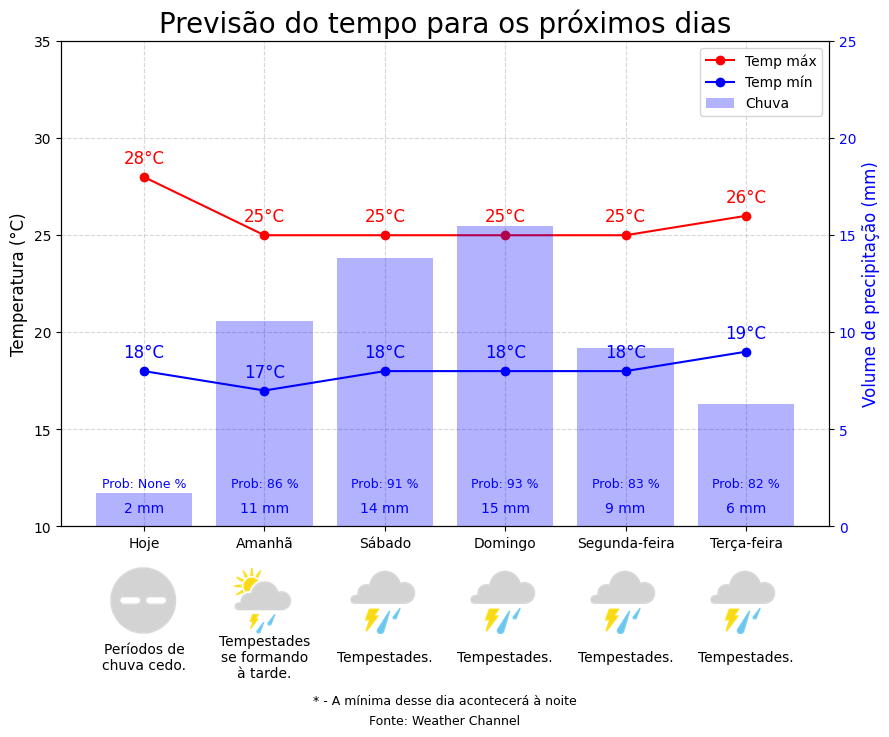 Previsão do tempo para os próximos dias
35
30
25
20
15
10
Temperatura (°C)
25
20
15
10
5
0
Volume de precipitação (mm)
Temp máx
Temp mín
Chuva
28°C
25°C
25°C
25°C
25°C
26°C
18°C
17°C
18°C
18°C
18°C
19°C
Prob: None %
Prob: 86 %
Prob: 91 %
Prob: 93 %
Prob: 83 %
Prob: 82 %
2 mm
11 mm
14 mm
15 mm
9 mm
6 mm
Hoje
Amanhã
Sábado
Domingo
Segunda-feira
Terça-feira
Períodos de
chuva cedo.
Tempestades
se formando
à tarde.
Tempestades.
Tempestades.
Tempestades.
Tempestades.
* - A mínima desse dia acontecerá à noite
Fonte: Weather Channel